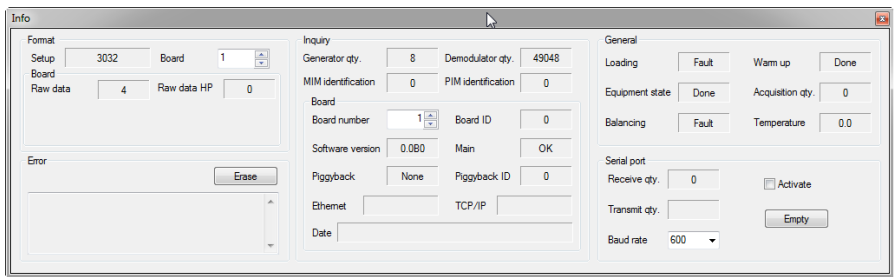 Info
Format
Setup 3032 Board 1
Board
Raw data 4 Raw data HP 0
Error
Erase
Inquiry
Generator qty. 8 Demodulator qty. 49048
MIM identification 0 PIM identification 0
Board
Board number 1 Board ID 0
Software version 0.0B0 Main OK
Piggyback None Piggyback ID 0
Ethernet TCP/IP
Date
General
Loading Fault Warm up Done
Equipment state Done Acquisition qty. 0
Balancing Fault Temperature 0.0
Serial port
Receive qty. 0 Activate
Transmit qty. Empty
Baud rate 600